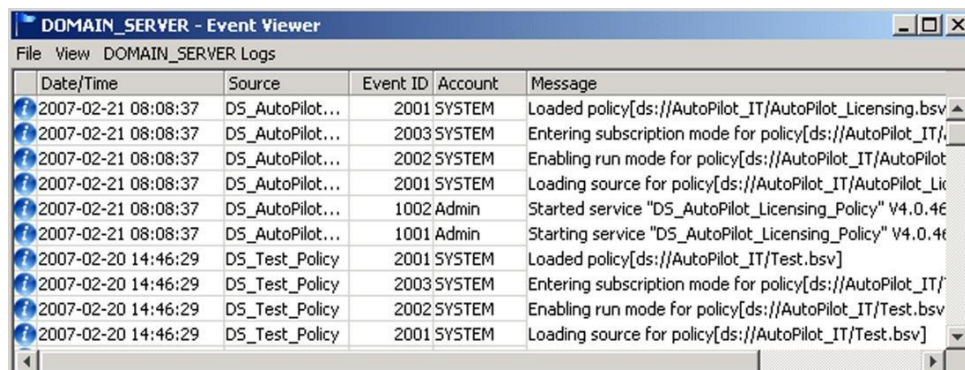 DOMAIN_SERVER - Event Viewer
File View DOMAIN_SERVER Logs
Date/Time Source Event ID Account Message
2007-02-21 08:08:37 DS_AutoPilot... 2001 SYSTEM Loaded policy[ds://AutoPilot_IT/AutoPilot_Licensing.bsv
2007-02-21 08:08:37 DS_AutoPilot... 2003 SYSTEM Entering subscription mode for policy[ds://AutoPilot_IT/
2007-02-21 08:08:37 DS_AutoPilot... 2002 SYSTEM Enabling run mode for policy[ds://AutoPilot_IT/AutoPilot
2007-02-21 08:08:37 DS_AutoPilot... 2001 SYSTEM Loading source for policy[ds://AutoPilot_IT/AutoPilot_Lic
2007-02-21 08:08:37 DS_AutoPilot... 1002 Admin Started service "DS_AutoPilot_Licensing_Policy" V4.0.46
2007-02-21 08:08:37 DS_AutoPilot... 1001 Admin Starting service "DS_AutoPilot_Licensing_Policy" V4.0.46
2007-02-20 14:46:29 DS_Test_Policy 2001 SYSTEM Loaded policy[ds://AutoPilot_IT/Test.bsv]
2007-02-20 14:46:29 DS_Test_Policy 2003 SYSTEM Entering subscription mode for policy[ds://AutoPilot_IT/
2007-02-20 14:46:29 DS_Test_Policy 2002 SYSTEM Enabling run mode for policy[ds://AutoPilot_IT/Test.bsv
2007-02-20 14:46:29 DS_Test_Policy 2001 SYSTEM Loading source for policy[ds://AutoPilot_IT/Test.bsv]